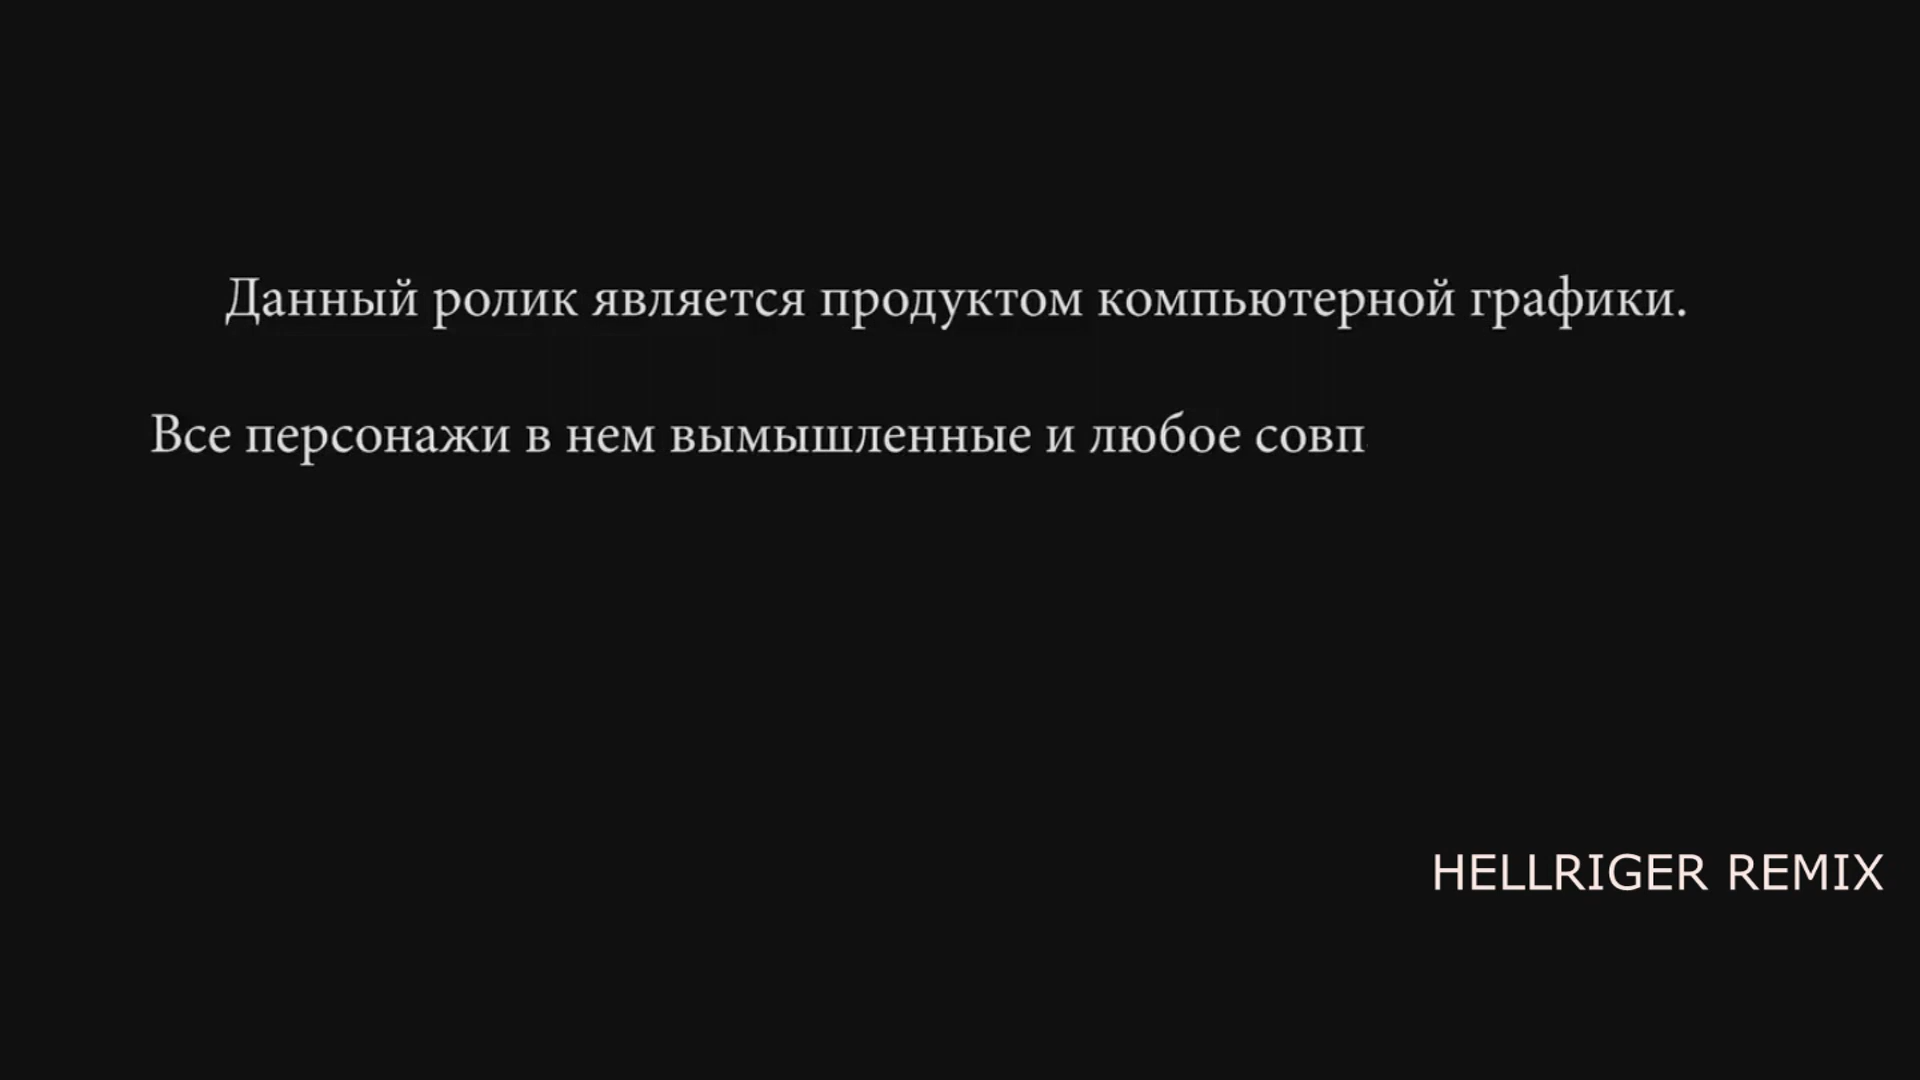 Данный ролик является продуктом компьютерной графики.
Все персонажи в нем вымышленные и любое совп
HELLRIGER REMIX